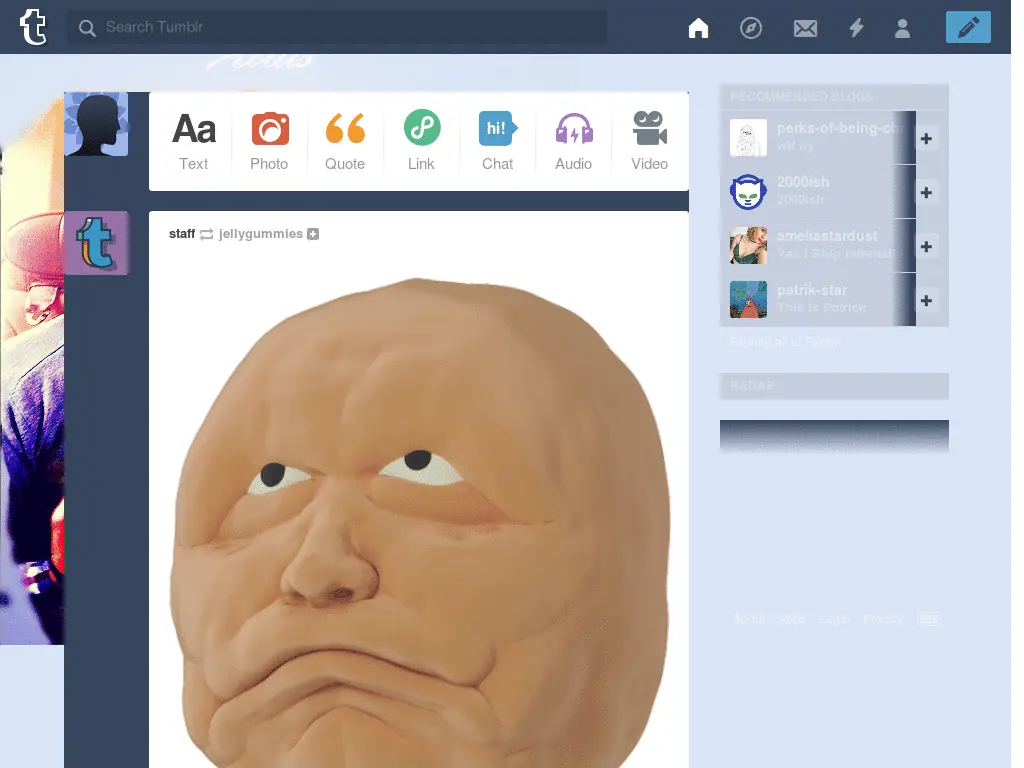 Search Tumblr
Aa
hi!
Text
Photo
Quote
Link
Chat
Audio
Video
staff jellygummies
RECOMMENDED BLOGS
perks-of-being-ch
wtf ily
2000ish
2000ish
ameliastardust
Yes I Ship Internati
patrik-star
This is Patrick
Explore all of Tumblr
RADAR
About Apps Legal Privacy